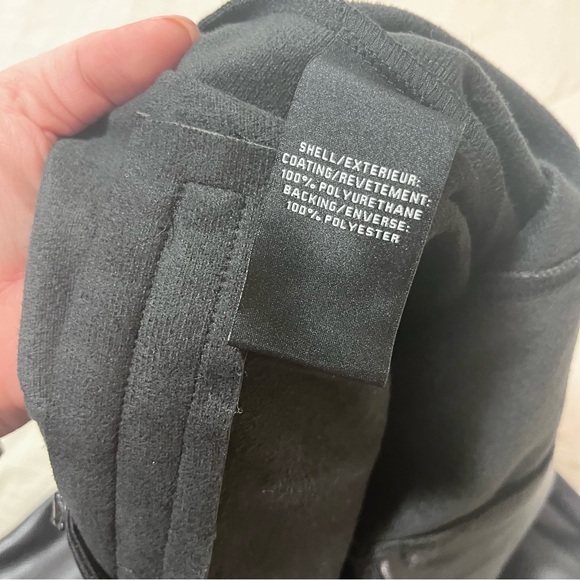 SHELL/EXTERIEUR:
COATING/REVETEMENT:
100% POLYURETHANE
BACKING/ENVERSE:
100% POLYESTER